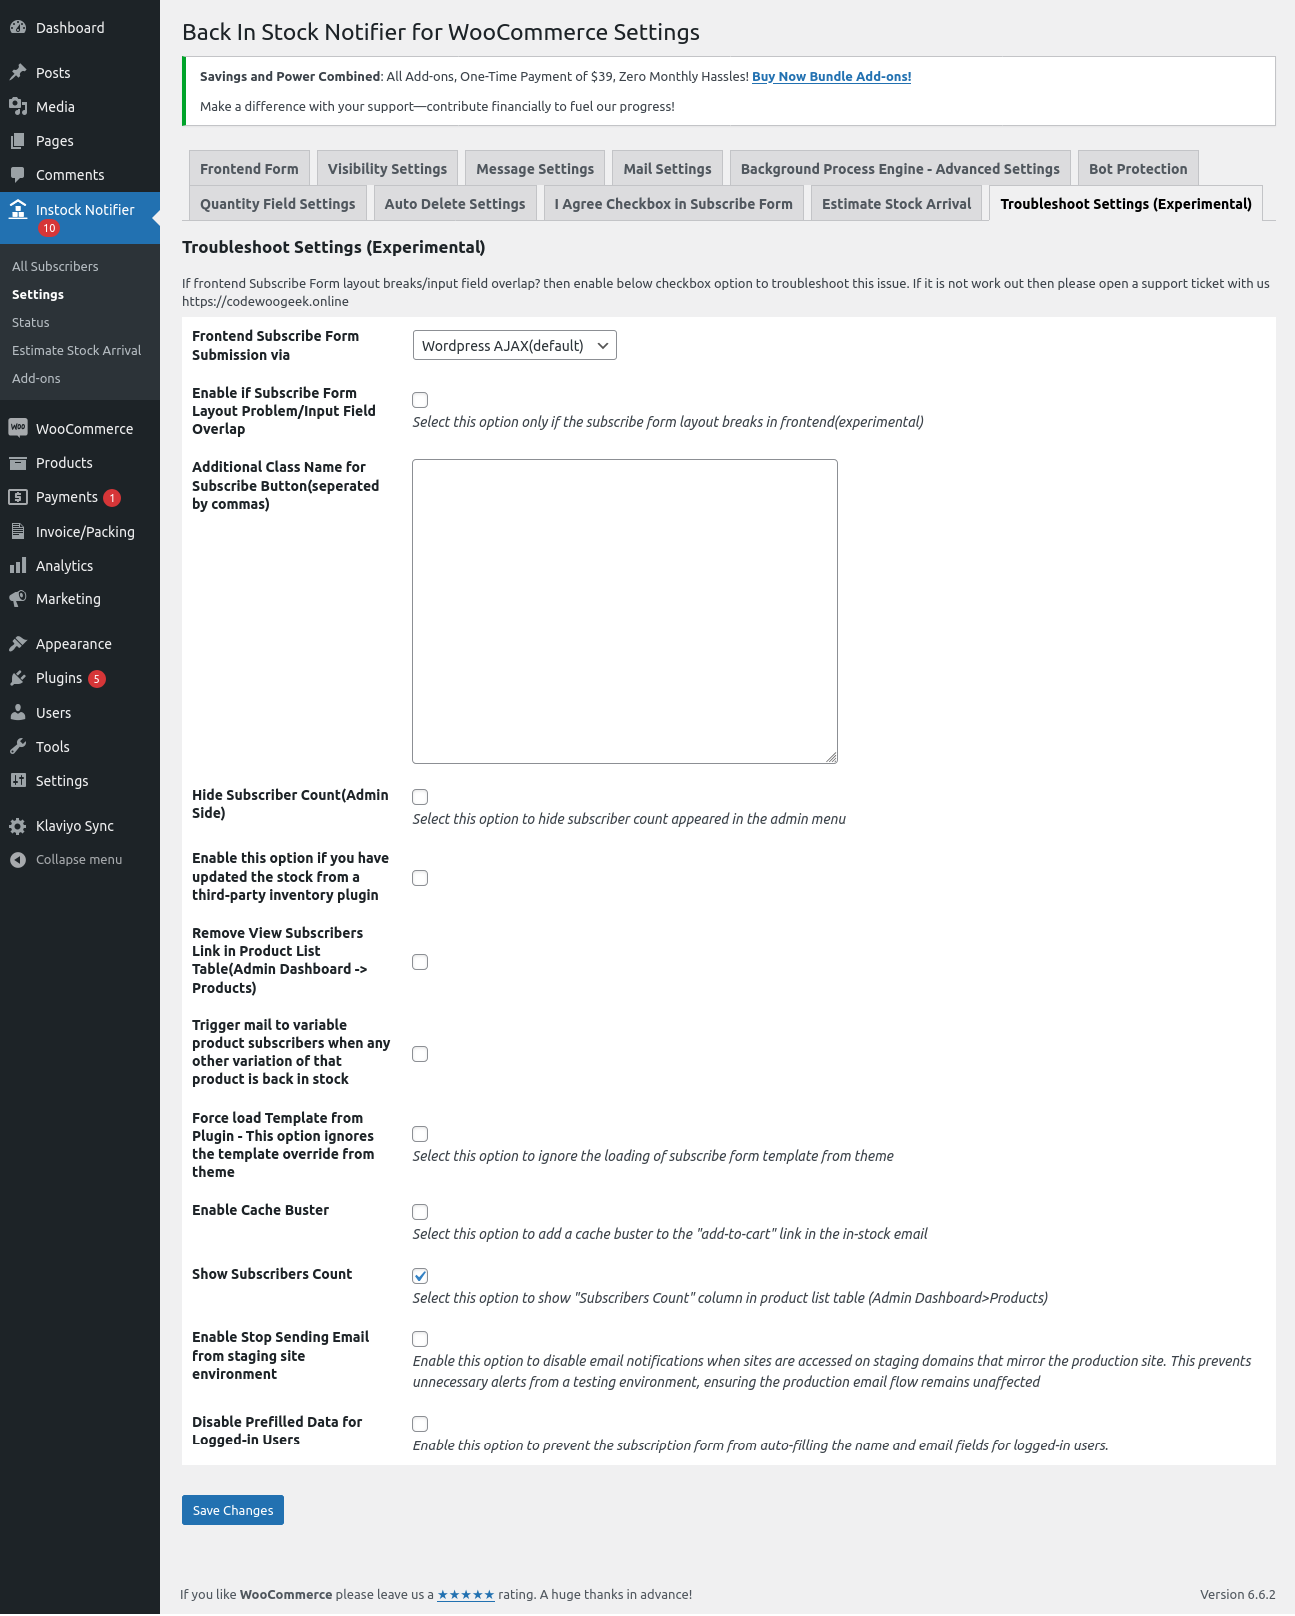 Dashboard
Posts
Media
Pages
Comments
Instock Notifier
10
All Subscribers
Settings
Status
Estimate Stock Arrival
Add-ons
WooCommerce
Products
Payments 1
Invoice/Packing
Analytics
Marketing
Appearance
Plugins 5
Users
Tools
Settings
Klaviyo Sync
Collapse menu
Back In Stock Notifier for WooCommerce Settings
Savings and Power Combined: All Add-ons, One-Time Payment of $39, Zero Monthly Hassles! Buy Now Bundle Add-ons!
Make a difference with your support—contribute financially to fuel our progress!
Frontend Form Visibility Settings Message Settings Mail Settings Background Process Engine - Advanced Settings Bot Protection
Quantity Field Settings Auto Delete Settings I Agree Checkbox in Subscribe Form Estimate Stock Arrival Troubleshoot Settings (Experimental)
Troubleshoot Settings (Experimental)
If frontend Subscribe Form layout breaks/input field overlap? then enable below checkbox option to troubleshoot this issue. If it is not work out then please open a support ticket with us
https://codewoogeek.online
Frontend Subscribe Form
Submission via
Wordpress AJAX(default)
Enable if Subscribe Form
Layout Problem/Input Field
Overlap
Select this option only if the subscribe form layout breaks in frontend(experimental)
Additional Class Name for
Subscribe Button(seperated
by commas)
Hide Subscriber Count(Admin
Side)
Select this option to hide subscriber count appeared in the admin menu
Enable this option if you have
updated the stock from a
third-party inventory plugin
Remove View Subscribers
Link in Product List
Table(Admin Dashboard ->
Products)
Trigger mail to variable
product subscribers when any
other variation of that
product is back in stock
Force load Template from
Plugin - This option ignores
the template override from
theme
Select this option to ignore the loading of subscribe form template from theme
Enable Cache Buster
Select this option to add a cache buster to the "add-to-cart" link in the in-stock email
Show Subscribers Count
Select this option to show "Subscribers Count" column in product list table (Admin Dashboard>Products)
Enable Stop Sending Email
from staging site
environment
Enable this option to disable email notifications when sites are accessed on staging domains that mirror the production site. This prevents
unnecessary alerts from a testing environment, ensuring the production email flow remains unaffected
Disable Prefilled Data for
Logged-in Users
Enable this option to prevent the subscription form from auto-filling the name and email fields for logged-in users.
Save Changes
If you like WooCommerce please leave us a ★★★★★ rating. A huge thanks in advance!
Version 6.6.2